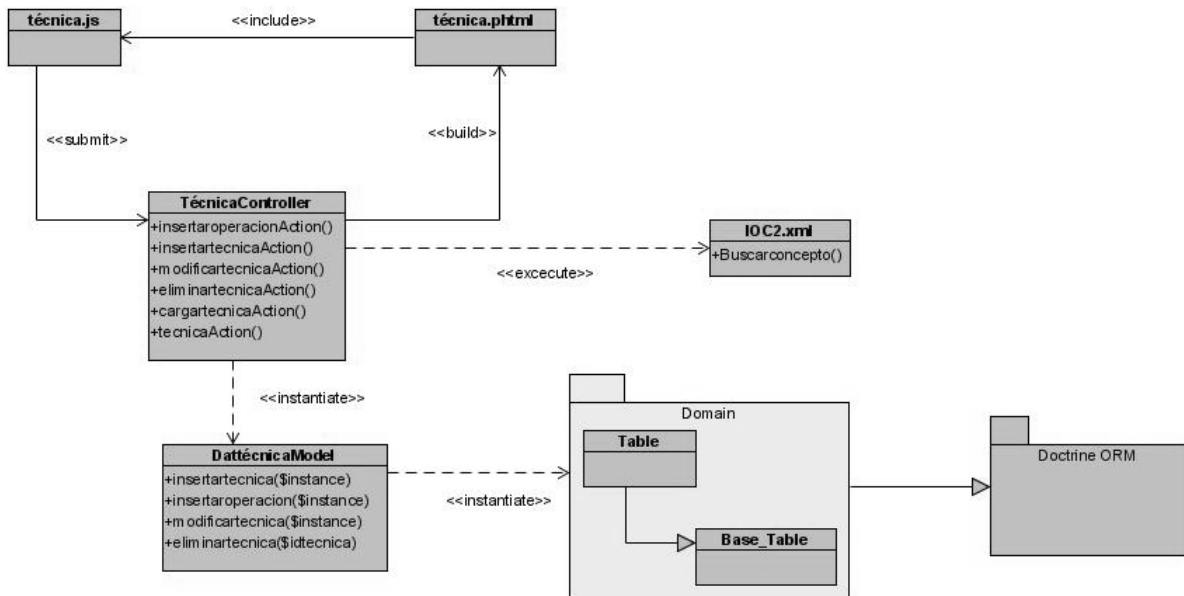 técnica.js
<<include>>
técnica.phtml
<<submit>>
<<build>>
TécnicaController
+insertaroperacionAction()
+insertartecnicaAction()
+modificartecnicaAction()
+eliminartecnicaAction()
+cargartecnicaAction()
+tecnicaAction()
<<excecute>>
IOC2.xml
+Buscarconcepto()
<<instantiate>>
DattécnicaModel
+insertartecnica($instance)
+insertaroperacion($instance)
+modificartecnica($instance)
+eliminartecnica($idtecnica)
<<instantiate>>
Domain
Table
Base_Table
Doctrine ORM